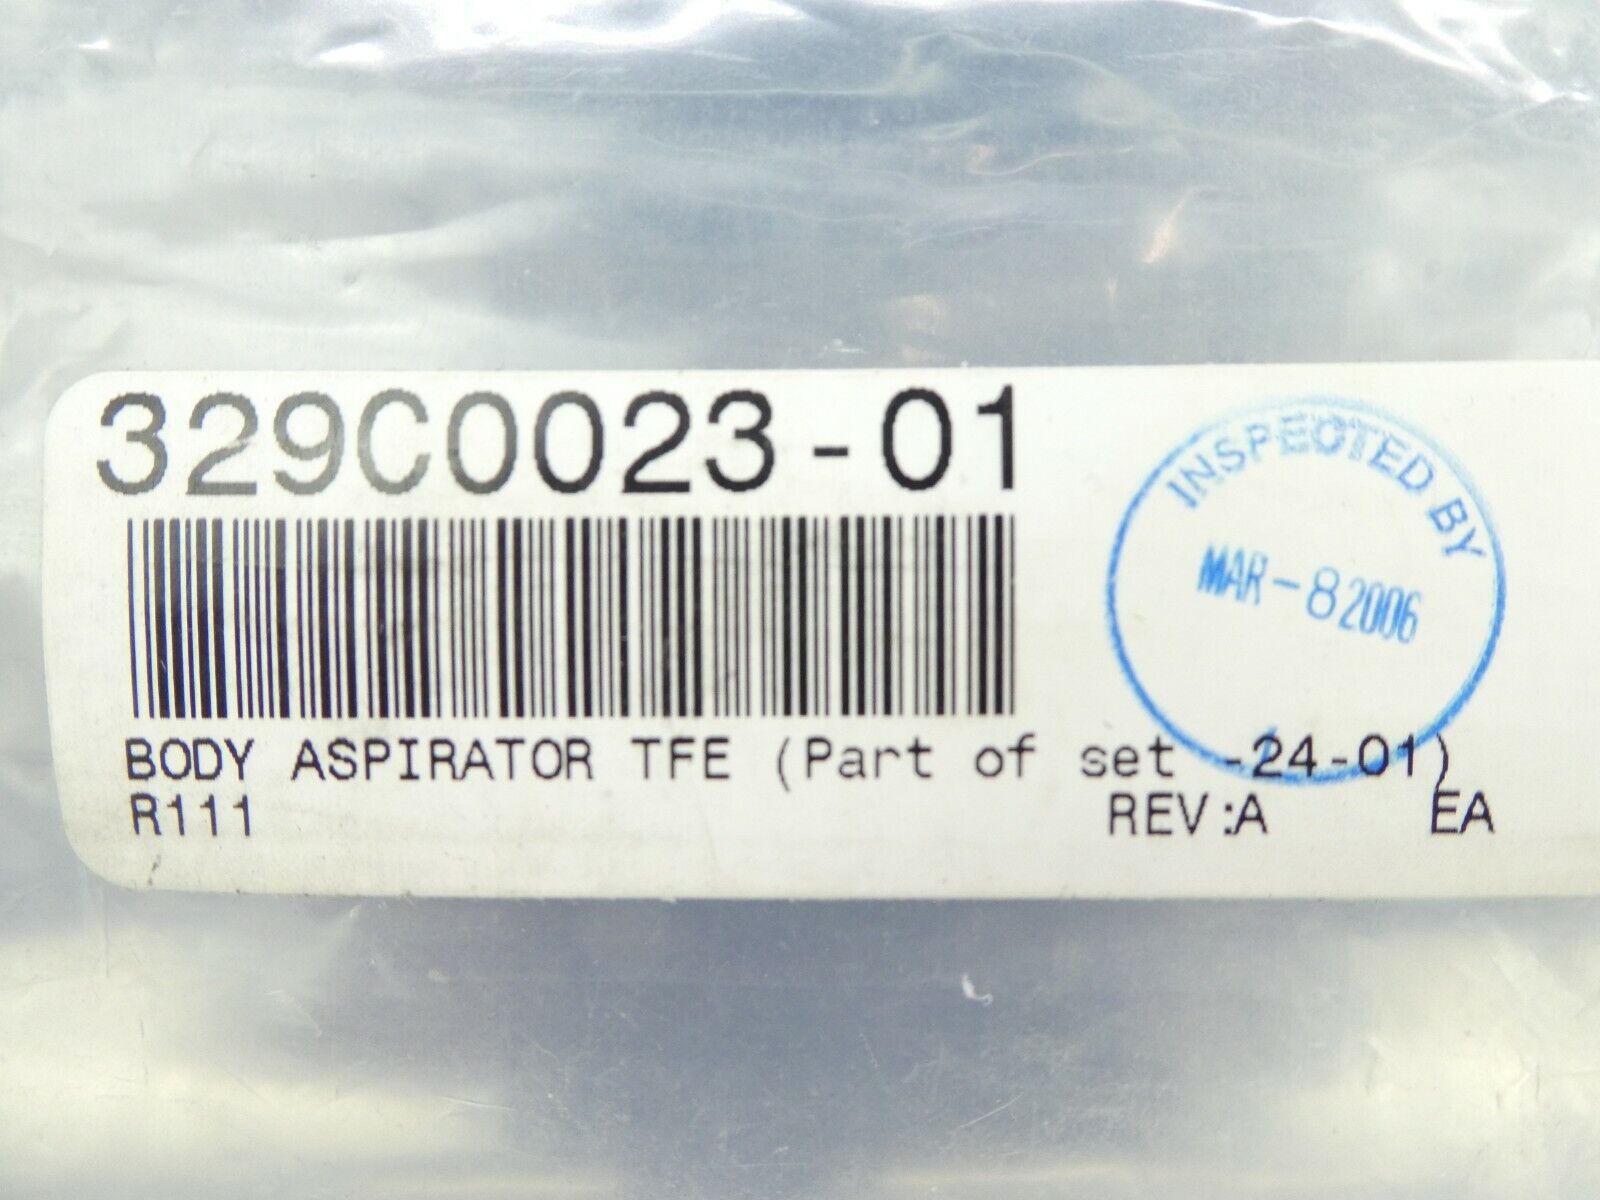 329C0023-01
INSPECTED BY
MAR-8 2006
BODY ASPIRATOR TFE (Part of set -24-01)
R111 REV:A EA